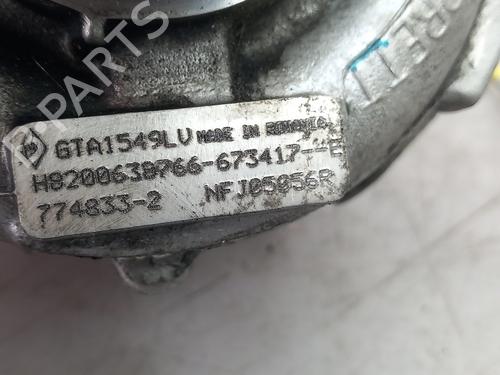 B-PARTS
GTA1549LV MADE IN ROMANIA
H8200638766-673417-
774833-2 NFJ05056R